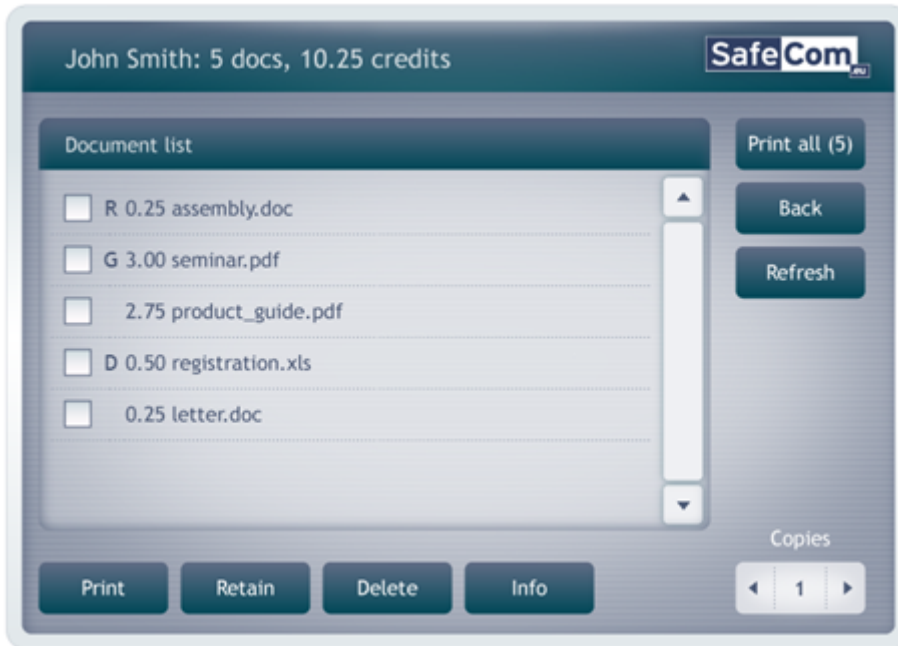 John Smith: 5 docs, 10.25 credits
SafeCom.eu
Document list
R 0.25 assembly.doc
G 3.00 seminar.pdf
2.75 product_guide.pdf
D 0.50 registration.xls
0.25 letter.doc
Print all (5)
Back
Refresh
Copies
1
Print
Retain
Delete
Info